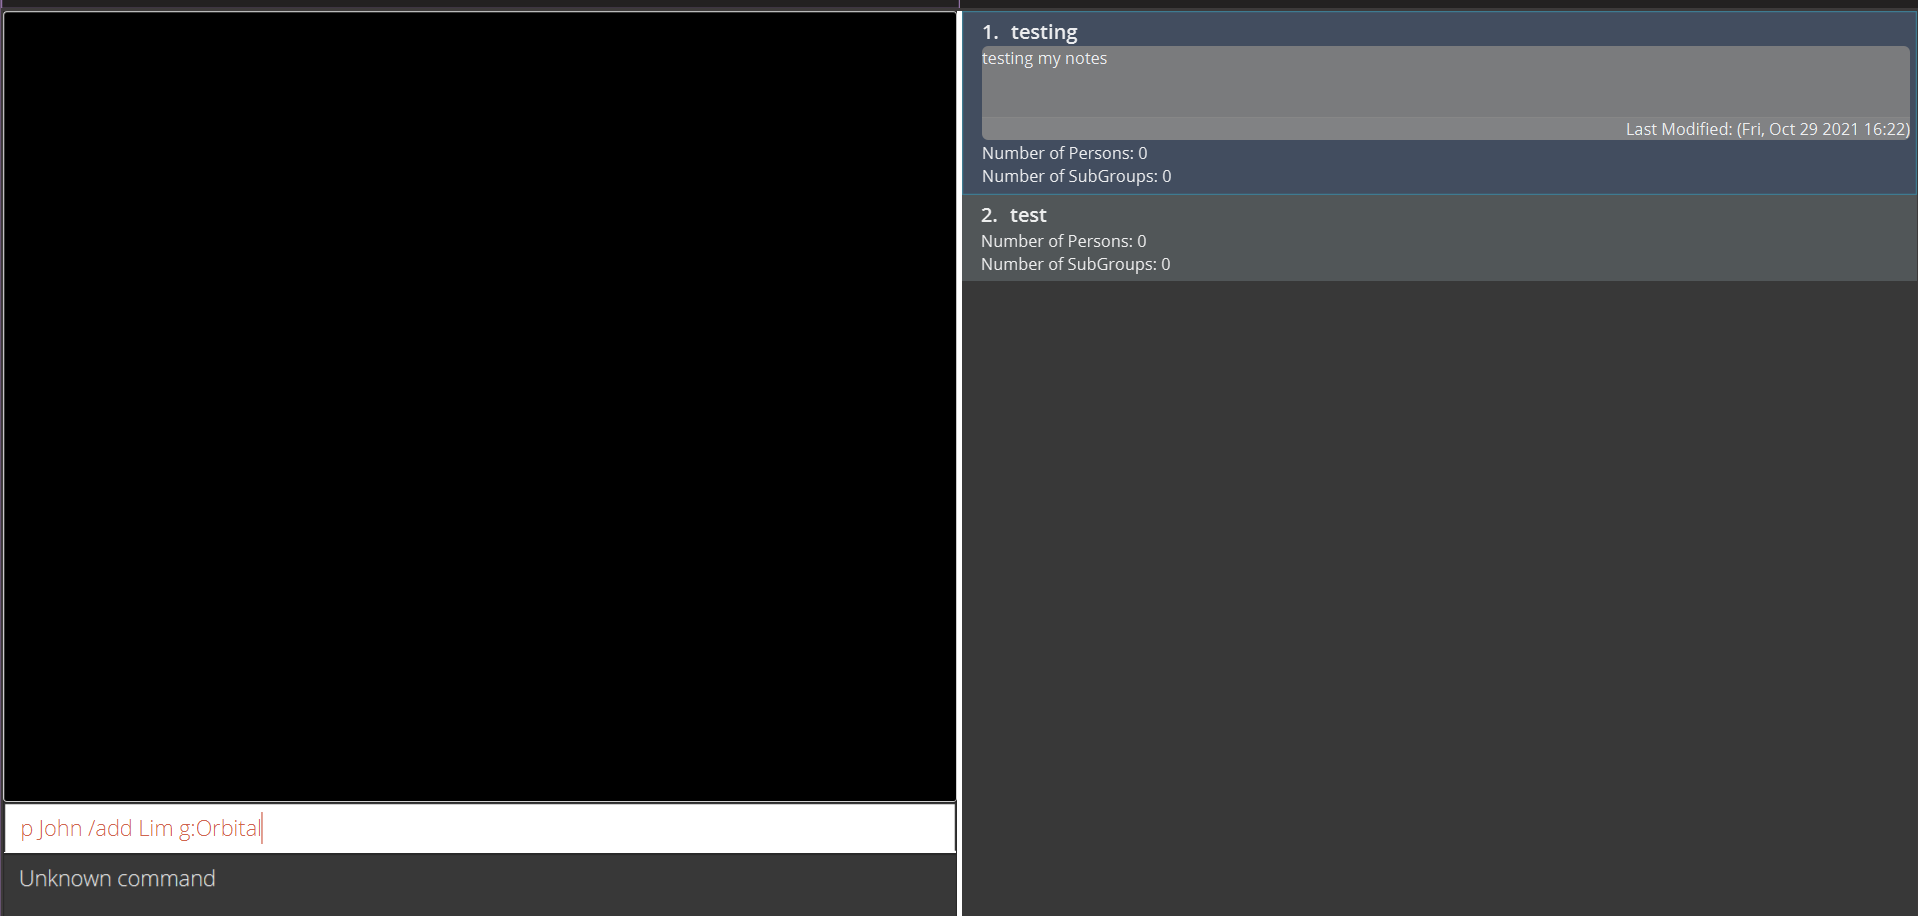 p John /add Lim g:Orbital
Unknown command
1. testing
testing my notes
Last Modified: (Fri, Oct 29 2021 16:22)
Number of Persons: 0
Number of SubGroups: 0
2. test
Number of Persons: 0
Number of SubGroups: 0